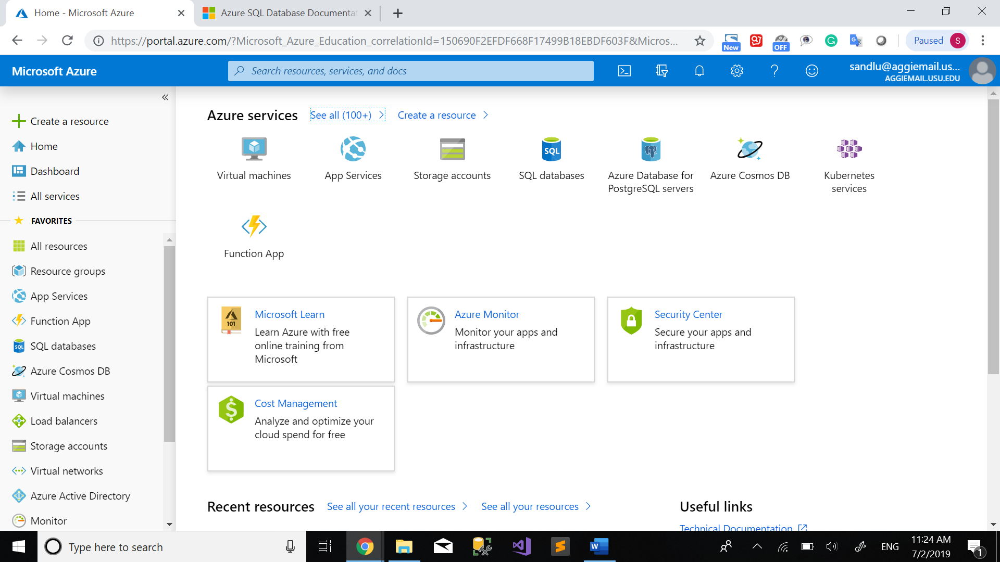 Home - Microsoft Azure
Azure SQL Database Documentat
https://portal.azure.com/?Microsoft_Azure_Education_correlationId=150690F2EFDF668F17499B18EBDF603F&Micros...
New
OFF
Paused
S
Microsoft Azure
Search resources, services, and docs
sandlu@aggiemail.us...
AGGIEMAIL.USU.EDU
Create a resource
Home
Dashboard
All services
FAVORITES
All resources
Resource groups
App Services
Function App
SQL
SQL databases
Azure Cosmos DB
Virtual machines
Load balancers
Storage accounts
Virtual networks
Azure Active Directory
Monitor
Azure services
See all (100+)
Create a resource
SQL
Virtual machines
App Services
Storage accounts
SQL databases
Azure Database for
PostgreSQL servers
Azure Cosmos DB
Kubernetes
services
Function App
101
Microsoft Learn
Learn Azure with free
online training from
Microsoft
Azure Monitor
Monitor your apps and
infrastructure
Security Center
Secure your apps and
infrastructure
Cost Management
Analyze and optimize your
cloud spend for free
Recent resources
See all your recent resources
See all your resources
Useful links
Technical Documentation
Type here to search
ENG
11:24 AM
7/2/2019
1